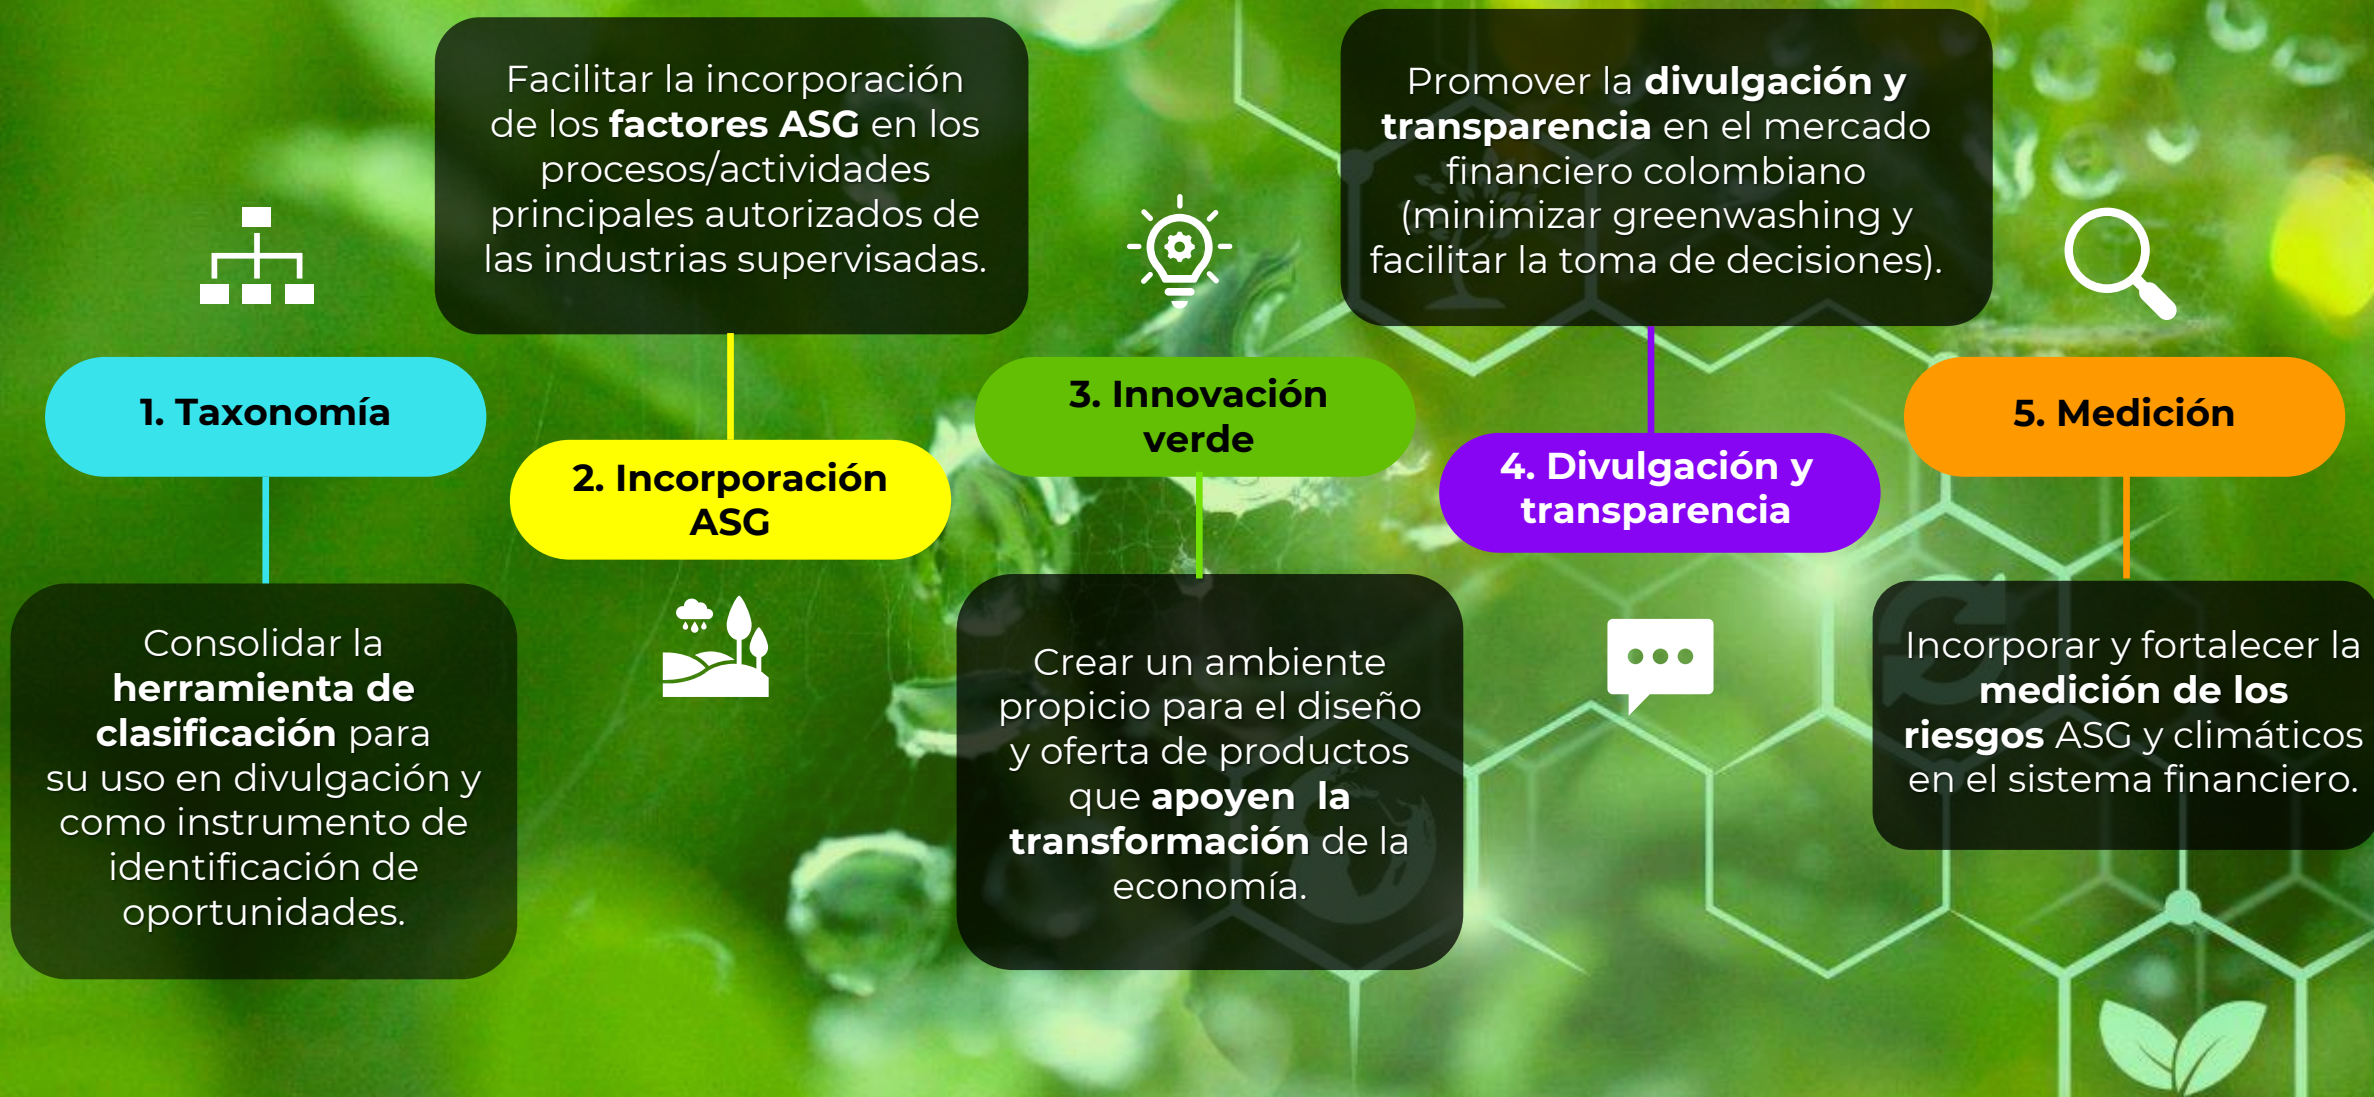 1. Taxonomía
Consolidar la
herramienta de
clasificación para
su uso en divulgación y
como instrumento de
identificación de
oportunidades.
Facilitar la incorporación
de los factores ASG en los
procesos/actividades
principales autorizados de
las industrias supervisadas.
2. Incorporación
ASG
3. Innovación
verde
Crear un ambiente
propicio para el diseño
y oferta de productos
que apoyen la
transformación de la
economía.
Promover la divulgación y
transparencia en el mercado
financiero colombiano
(minimizar greenwashing y
facilitar la toma de decisiones).
4. Divulgación y
transparencia
5. Medición
Incorporar y fortalecer la
medición de los
riesgos ASG y climáticos
en el sistema financiero.